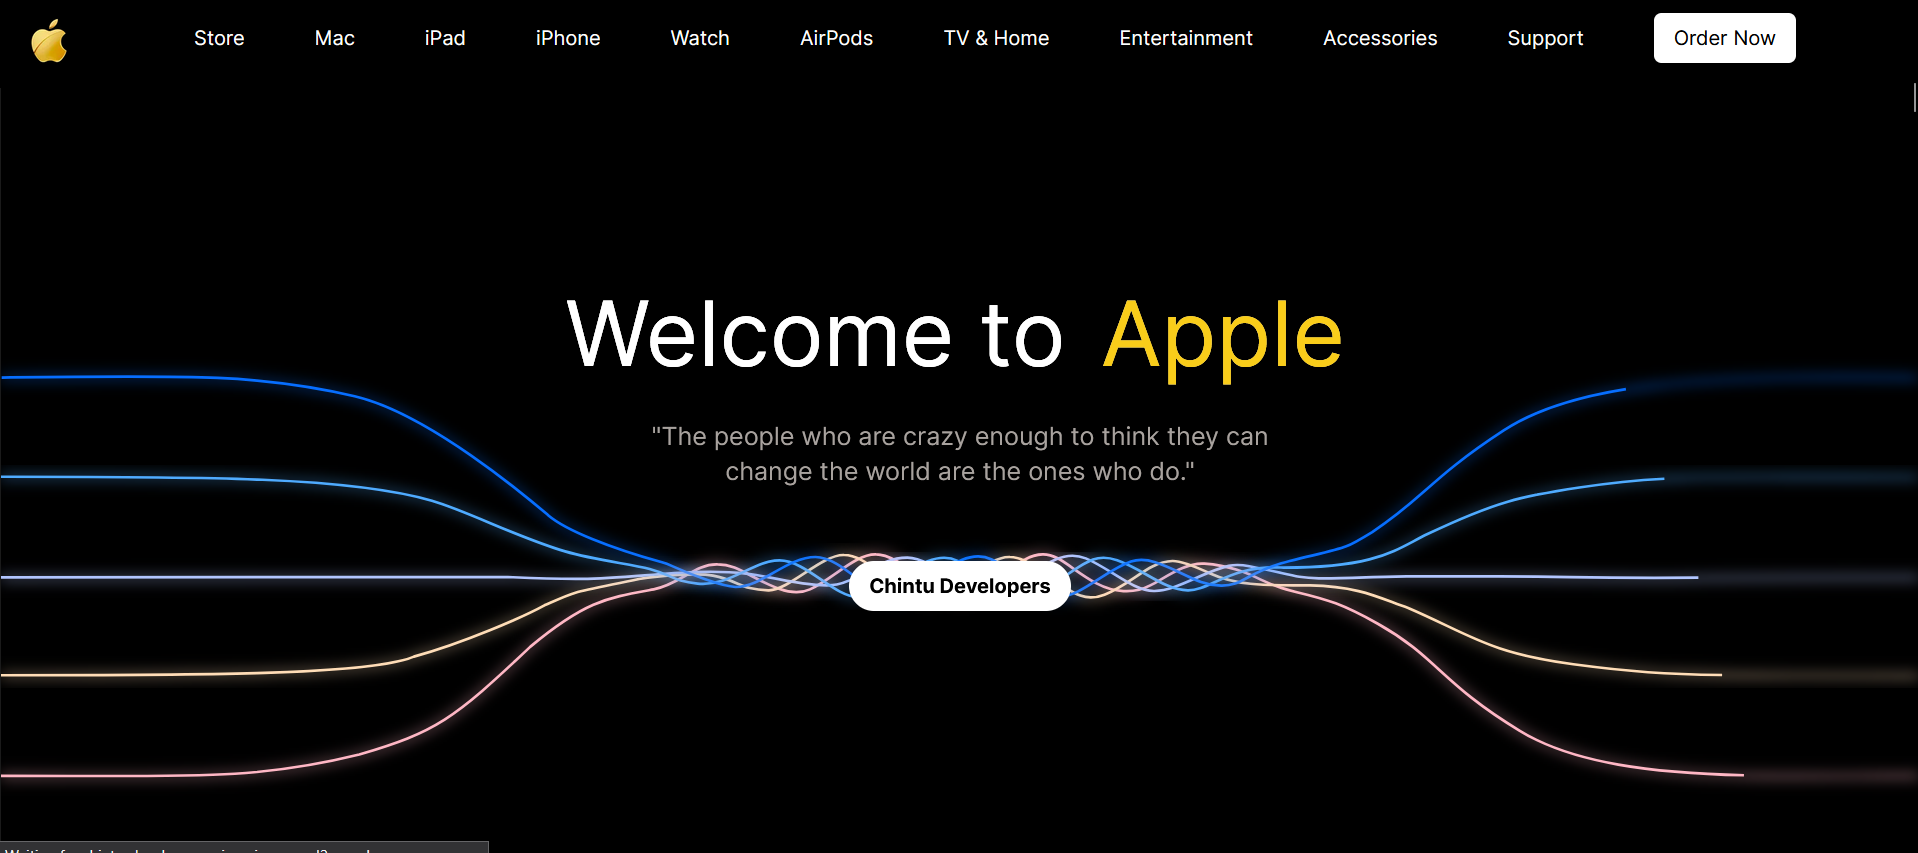 Store Mac iPad iPhone Watch AirPods TV & Home Entertainment Accessories Support Order Now
Welcome to Apple
"The people who are crazy enough to think they can
change the world are the ones who do."
Chintu Developers